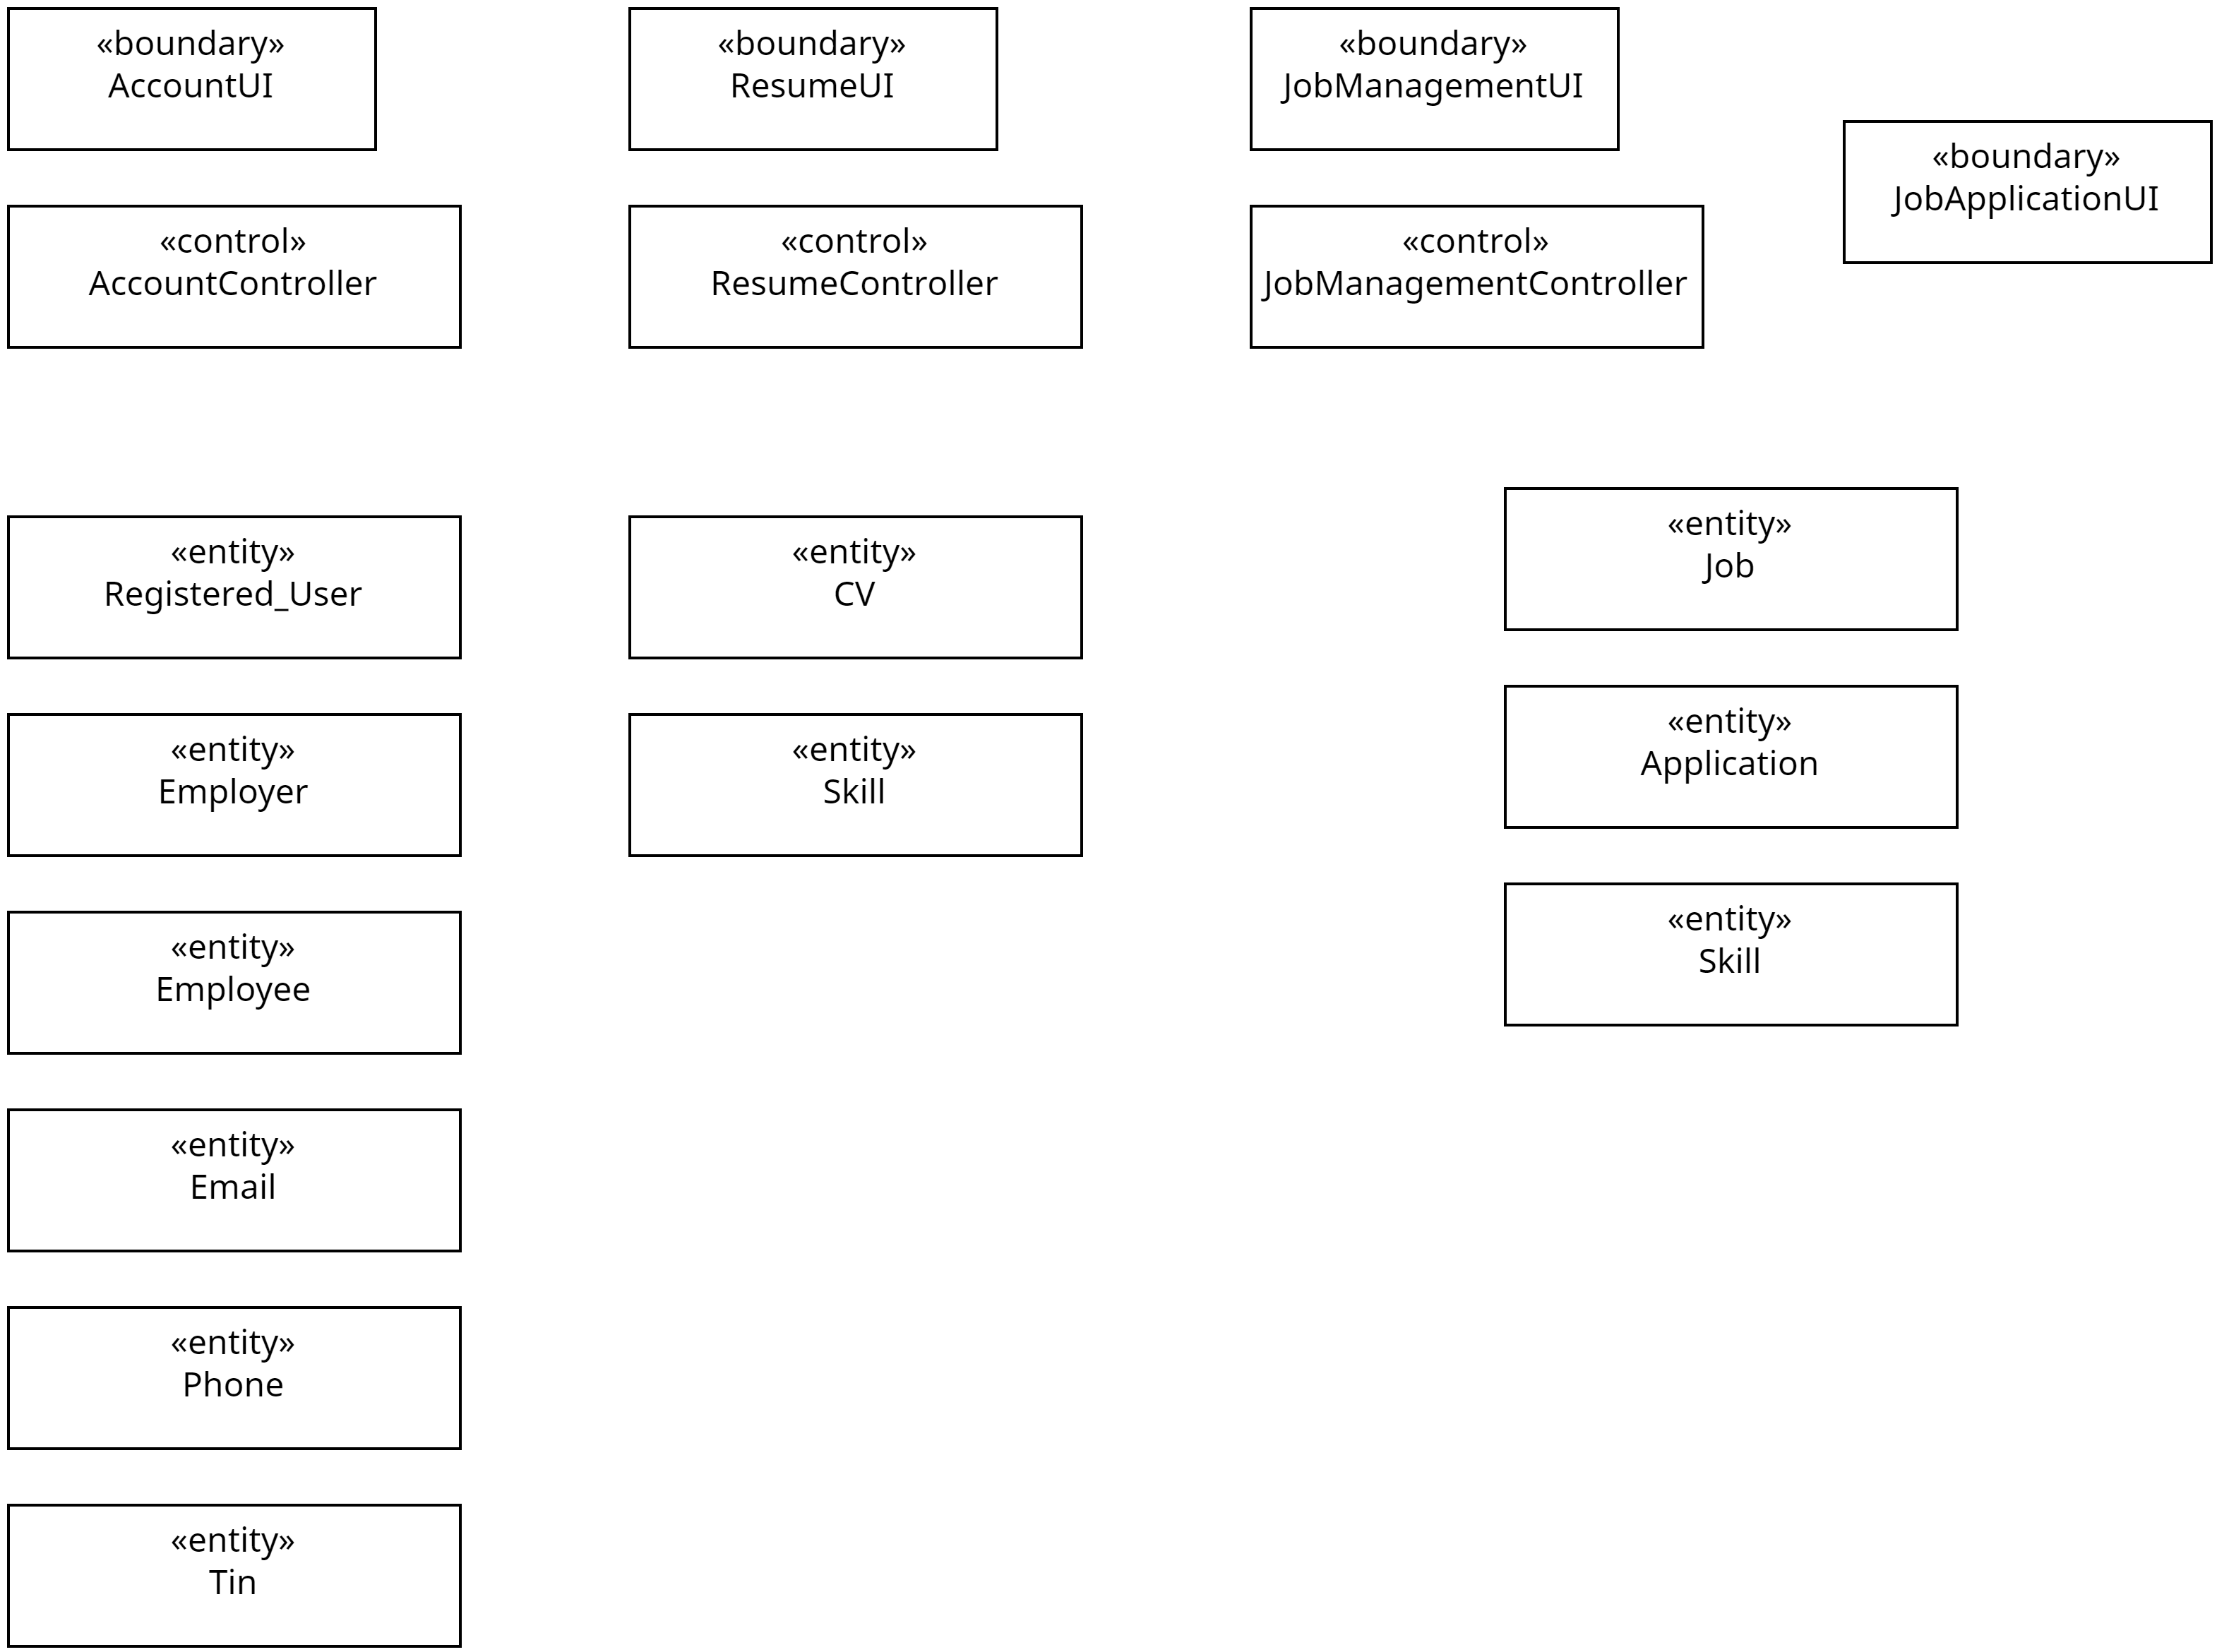 «boundary»
AccountUI
«boundary»
ResumeUI
«boundary»
JobManagementUI
«boundary»
JobApplicationUI
«control»
AccountController
«control»
ResumeController
«control»
JobManagementController
«entity»
Registered_User
«entity»
CV
«entity»
Job
«entity»
Employer
«entity»
Skill
«entity»
Application
«entity»
Employee
«entity»
Skill
«entity»
Email
«entity»
Phone
«entity»
Tin